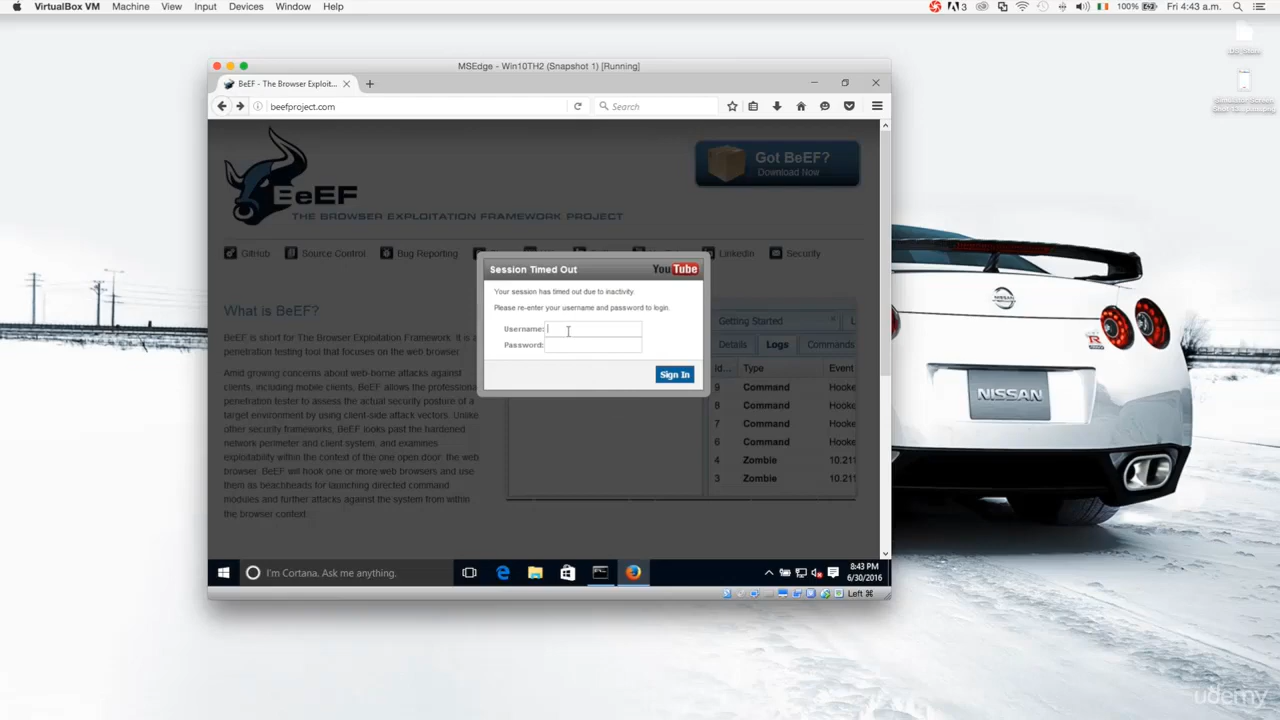 VirtualBox VM Machine View Input Devices Window Help
3 100% Fri 4:43 a.m.
MSEdge - Win10TH2 (Snapshot 1) [Running]
BeEF - The Browser Exploit...
beefproject.com
Search
Got BeEF?
Download Now
BeEF
THE BROWSER EXPLOITATION FRAMEWORK PROJECT
GitHub Source Control Bug Reporting LinkedIn Security
Session Timed Out YouTube
Your session has timed out due to inactivity.
Please re-enter your username and password to login.
Username:
Password:
Sign In
What is BeEF?
BeEF is short for The Browser Exploitation Framework. It is a
penetration testing tool that focuses on the web browser.
Amid growing concerns about web-borne attacks against
clients, including mobile clients, BeEF allows the professional
penetration tester to assess the actual security posture of a
target environment by using client-side attack vectors. Unlike
other security frameworks, BeEF looks past the hardened
network perimeter and client system, and examines
exploitability within the context of the one open door: the web
browser. BeEF will hook one or more web browsers and use
them as beachheads for launching directed command
modules and further attacks against the system from within
the browser context.
Getting Started
Details Logs Commands
Id... Type Event
9 Command Hooke
8 Command Hooke
7 Command Hooke
6 Command Hooke
4 Zombie 10.211
3 Zombie 10.211
NISSAN
I'm Cortana. Ask me anything.
8:43 PM
6/30/2016
Left ⌘
udemy